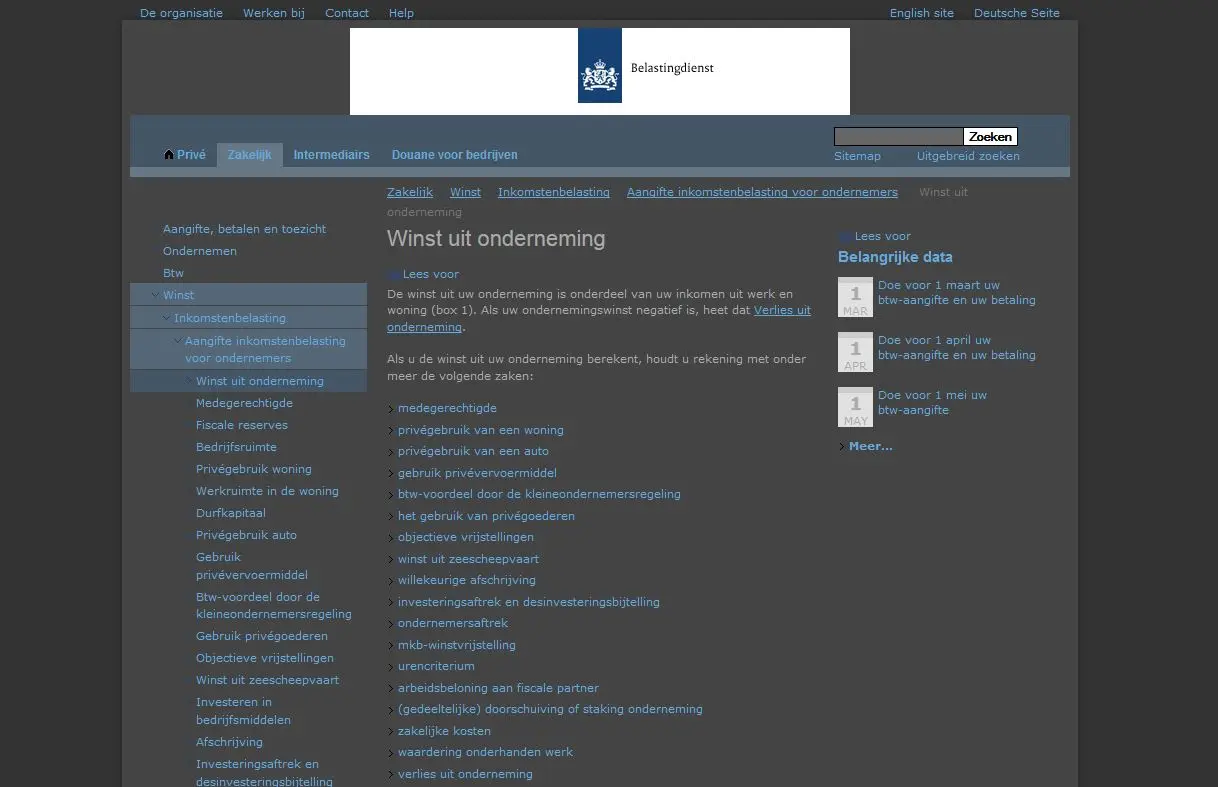 De organisatie Werken bij Contact Help English site Deutsche Seite
Belastingdienst
Zoeken
Privé Zakelijk Intermediairs Douane voor bedrijven
Sitemap Uitgebreid zoeken
Zakelijk Winst Inkomstenbelasting Aangifte inkomstenbelasting voor ondernemers Winst uit
onderneming
Aangifte, betalen en toezicht
Ondernemen
Btw
Winst
Inkomstenbelasting
Aangifte inkomstenbelasting
voor ondernemers
Winst uit onderneming
Medegerechtigde
Fiscale reserves
Bedrijfsruimte
Privégebruik woning
Werkruimte in de woning
Durfkapitaal
Privégebruik auto
Gebruik
privévervoermiddel
Btw-voordeel door de
kleineondernemersregeling
Gebruik privégoederen
Objectieve vrijstellingen
Winst uit zeescheepvaart
Investeren in
bedrijfsmiddelen
Afschrijving
Investeringsaftrek en
desinvesteringsbijtelling
Winst uit onderneming
Lees voor
De winst uit uw onderneming is onderdeel van uw inkomen uit werk en
woning (box 1). Als uw ondernemingswinst negatief is, heet dat Verlies uit
onderneming.
Als u de winst uit uw onderneming berekent, houdt u rekening met onder
meer de volgende zaken:
medegerechtigde
privégebruik van een woning
privégebruik van een auto
gebruik privévervoermiddel
btw-voordeel door de kleineondernemersregeling
het gebruik van privégoederen
objectieve vrijstellingen
winst uit zeescheepvaart
willekeurige afschrijving
investeringsaftrek en desinvesteringsbijtelling
ondernemersaftrek
mkb-winstvrijstelling
urencriterium
arbeidsbeloning aan fiscale partner
(gedeeltelijke) doorschuiving of staking onderneming
zakelijke kosten
waardering onderhanden werk
verlies uit onderneming
Lees voor
Belangrijke data
1
MAR
Doe voor 1 maart uw
btw-aangifte en uw betaling
1
APR
Doe voor 1 april uw
btw-aangifte en uw betaling
1
MAY
Doe voor 1 mei uw
btw-aangifte
Meer...